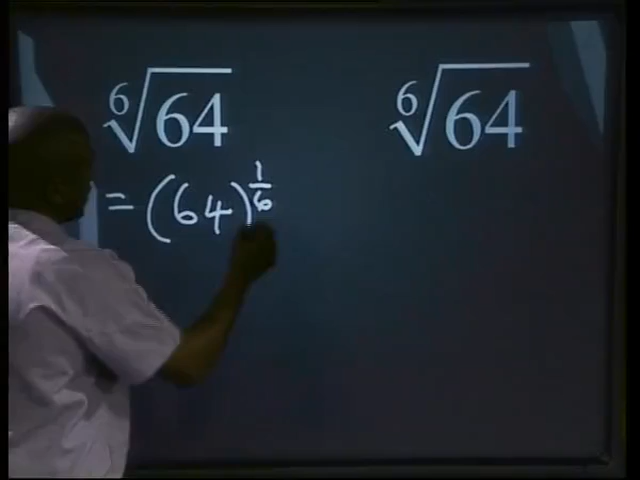 ⁶√64 ⁶√64
= (64)^(1/6)